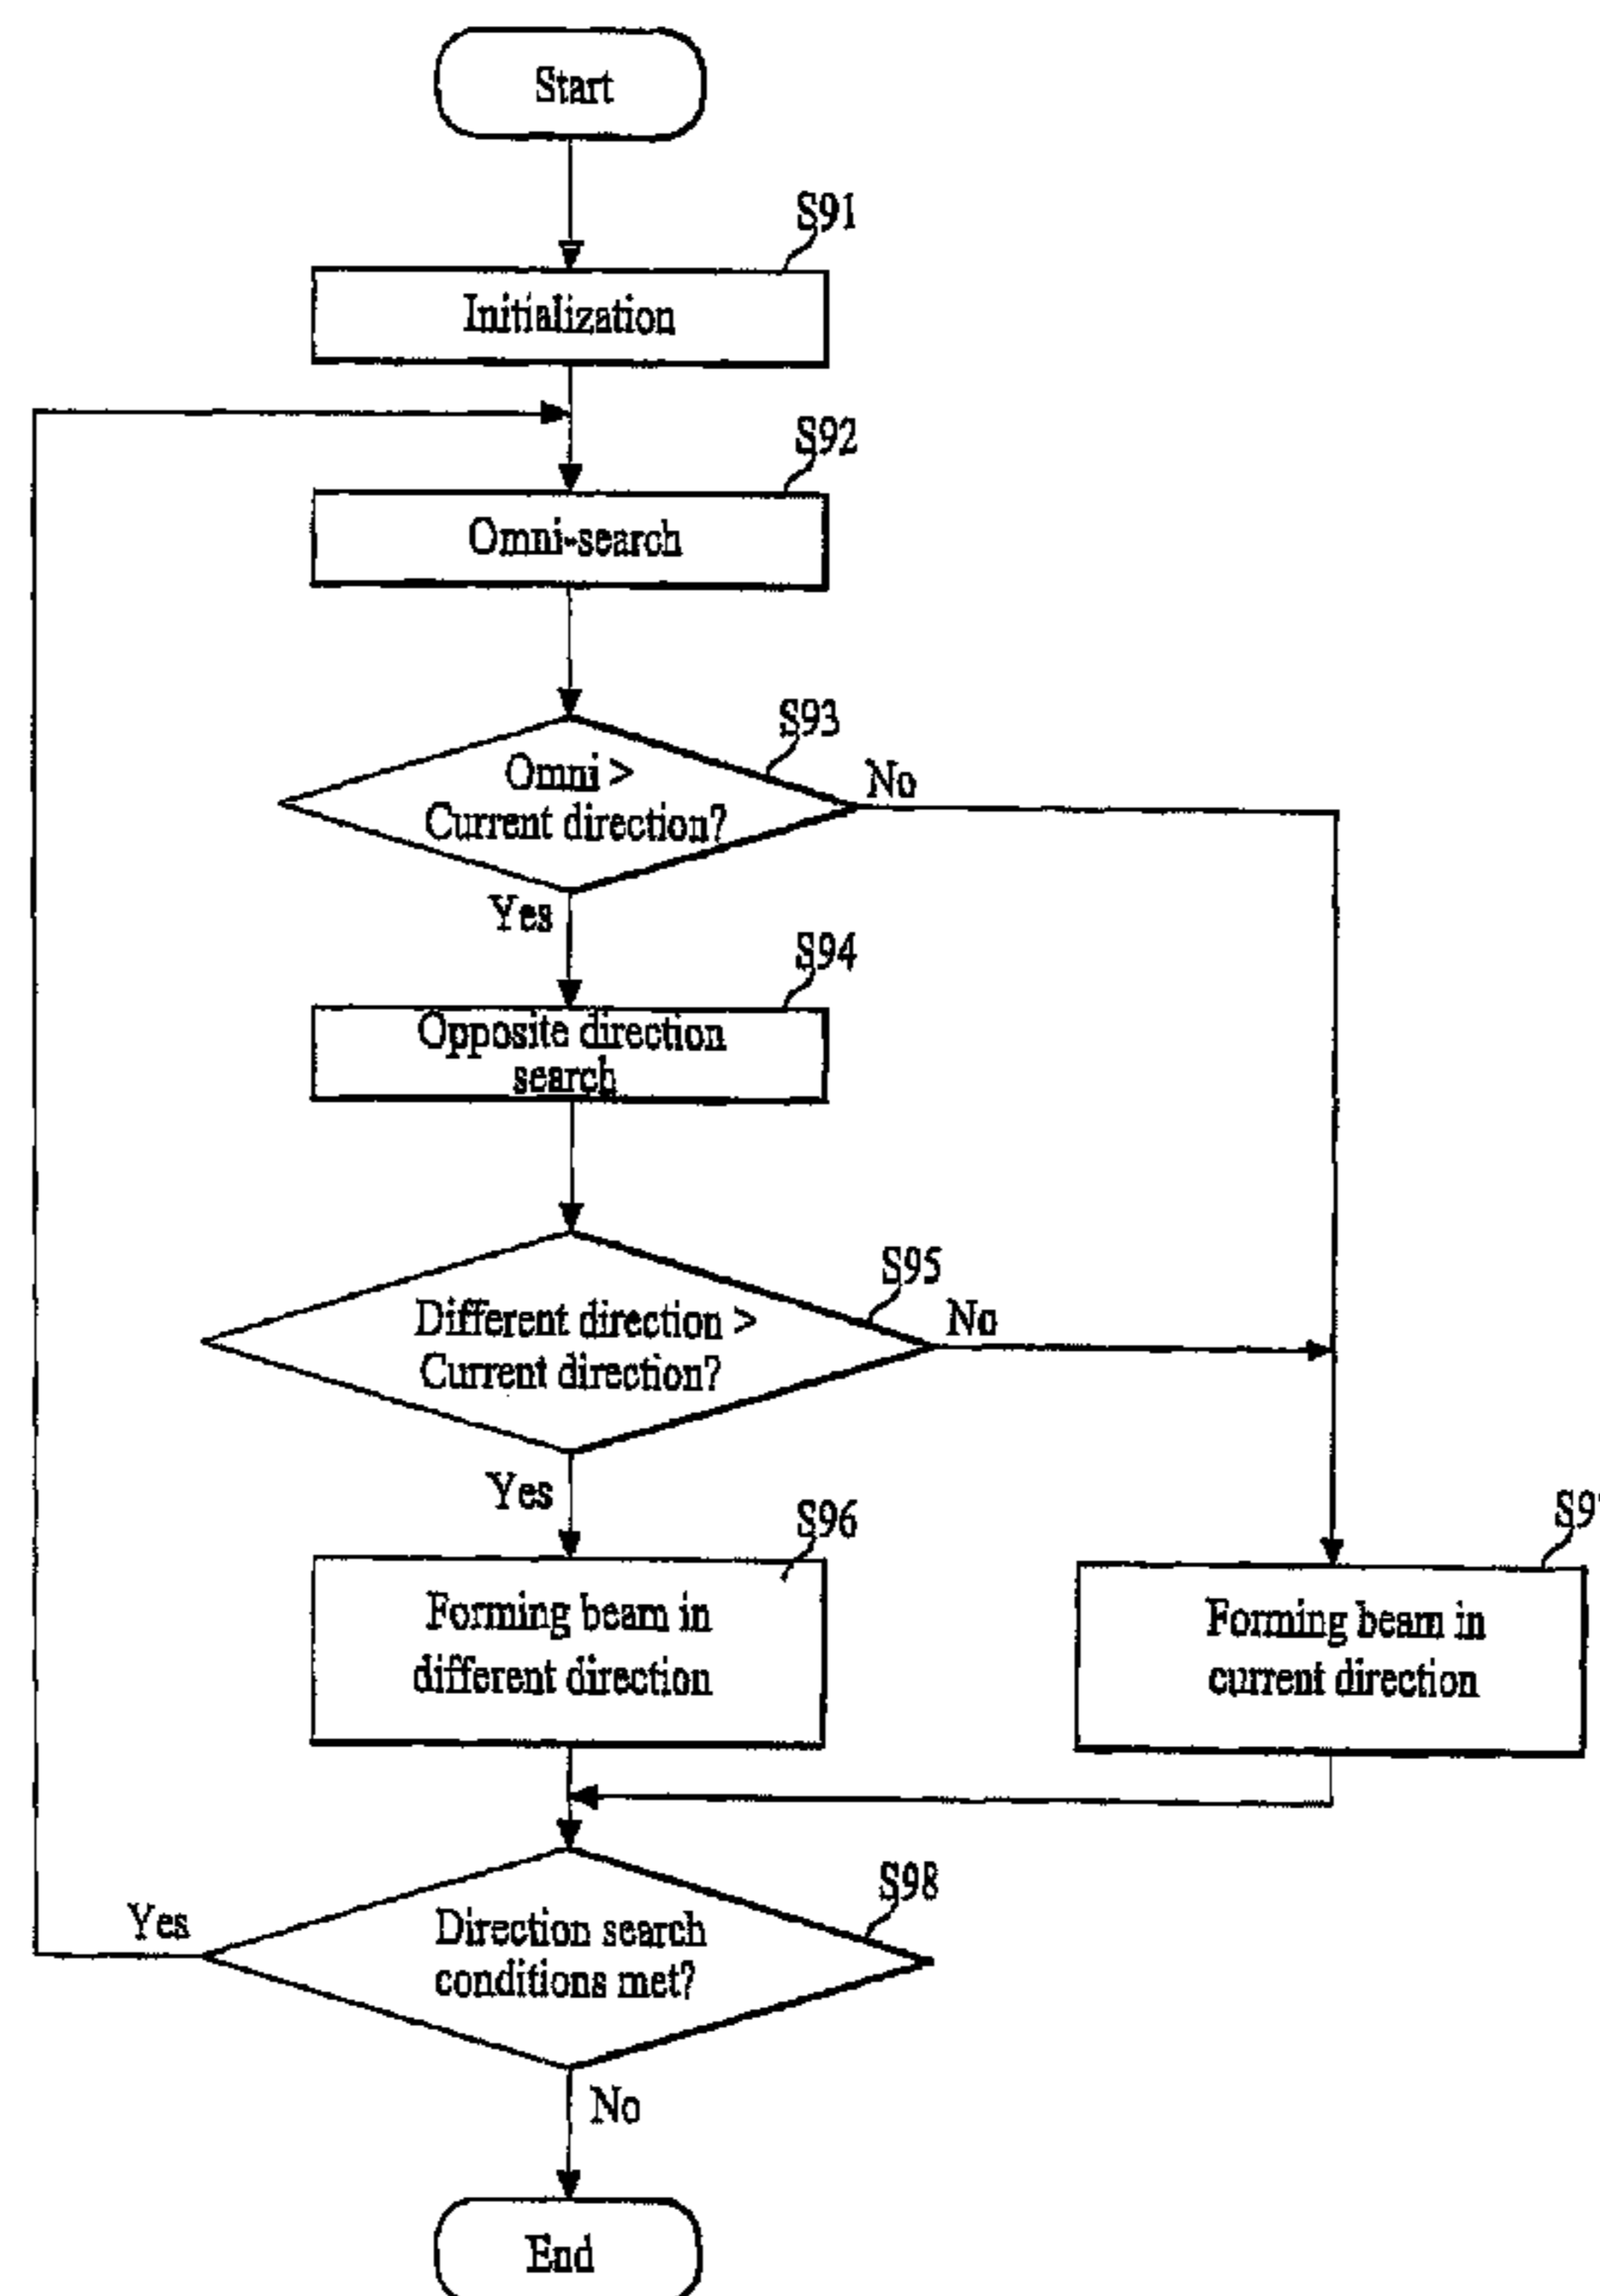 Start
S91
Initialization
S92
Omni-search
S93
Omni >
Current direction?
No
Yes
S94
Opposite direction
search
S95
Different direction >
Current direction?
No
Yes
S96
Forming beam in
different direction
Forming beam in
current direction
S98
Direction search
conditions met?
Yes
No
End